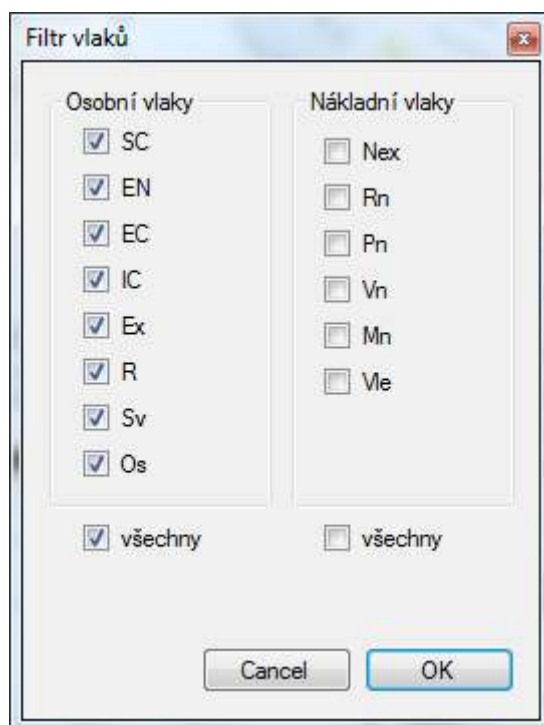 Filtr vlaků
Osobní vlaky
SC
EN
EC
IC
Ex
R
Sv
Os
všechny
Nákladní vlaky
Nex
Rn
Pn
Vn
Mn
Vle
všechny
Cancel
OK